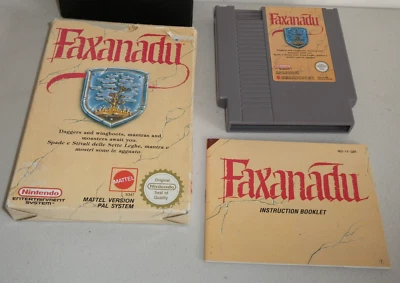 Faxanadu
Daggers and wingboots, mantras and
monsters await you.
Spade e Stivali delle Sette Leghe, mantra e
mostri sono in agguato
Nintendo
ENTERTAINMENT
SYSTEM
MATTEL
MATTEL VERSION
PAL SYSTEM
Original
Nintendo
Seal of
Quality
Faxanadu
Faxanadu
INSTRUCTION BOOKLET